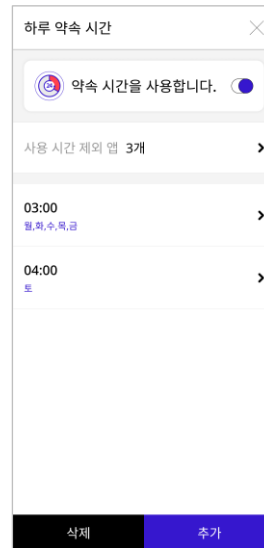 하루 약속 시간
24
약속 시간을 사용합니다.
사용 시간 제외 앱 3개
03:00
월,화,수,목,금
04:00
토
삭제 추가